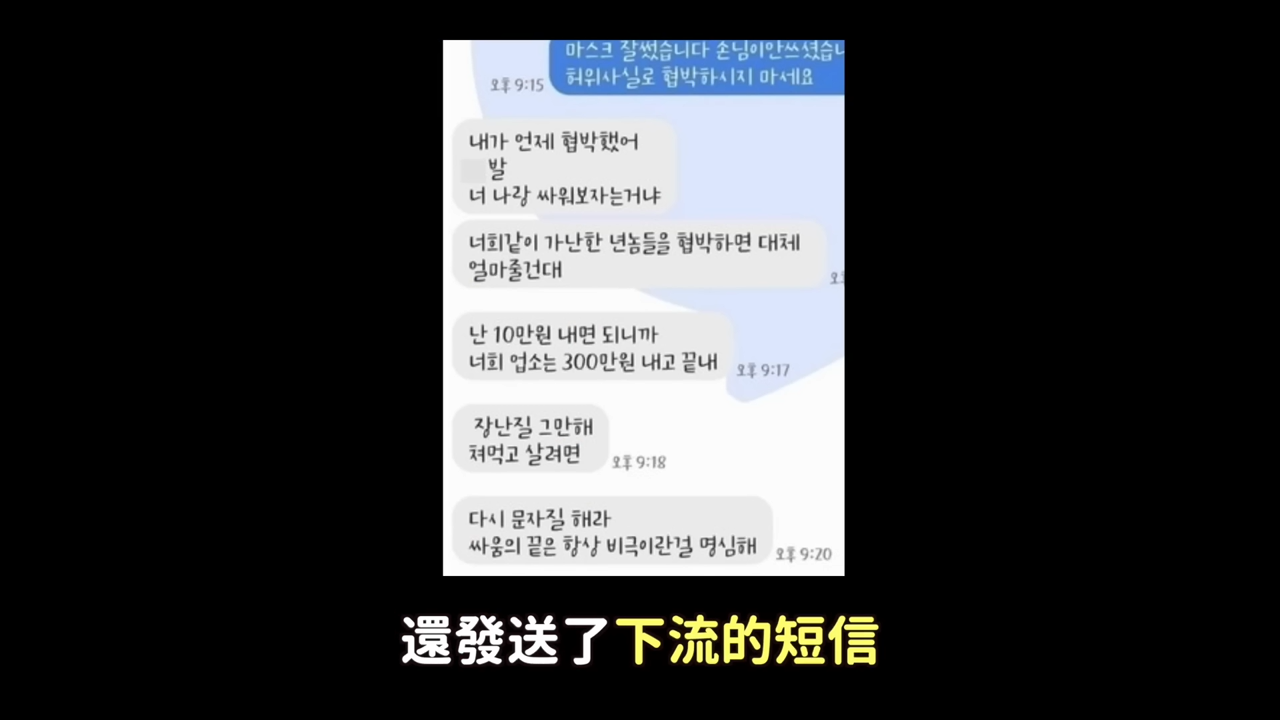 마스크 잘썼습니다 손님이안쓰셨습니
허위사실로 협박하시지 마세요
오후 9:15
내가 언제 협박했어
발
너 나랑 싸워보자는거냐
너희같이 가난한 년놈들을 협박하면 대체
얼마줄건대
오
난 10만원 내면 되니까
너희 업소는 300만원 내고 끝내
오후 9:17
장난질 그만해
쳐먹고 살려면
오후 9:18
다시 문자질 해라
싸움의 끝은 항상 비극이란걸 명심해
오후 9:20
還發送了下流的短信